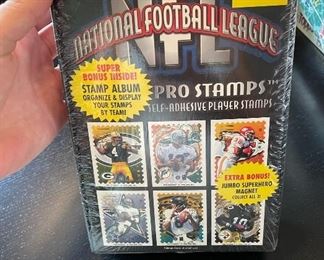 NFL
NATIONAL FOOTBALL LEAGUE
SUPER
BONUS INSIDE!
STAMP ALBUM
ORGANIZE & DISPLAY
YOUR STAMPS
BY TEAM!
PRO STAMPS™
SELF-ADHESIVE PLAYER STAMPS
EXTRA BONUS!
JUMBO SUPERHERO
MAGNET
COLLECT ALL 7!